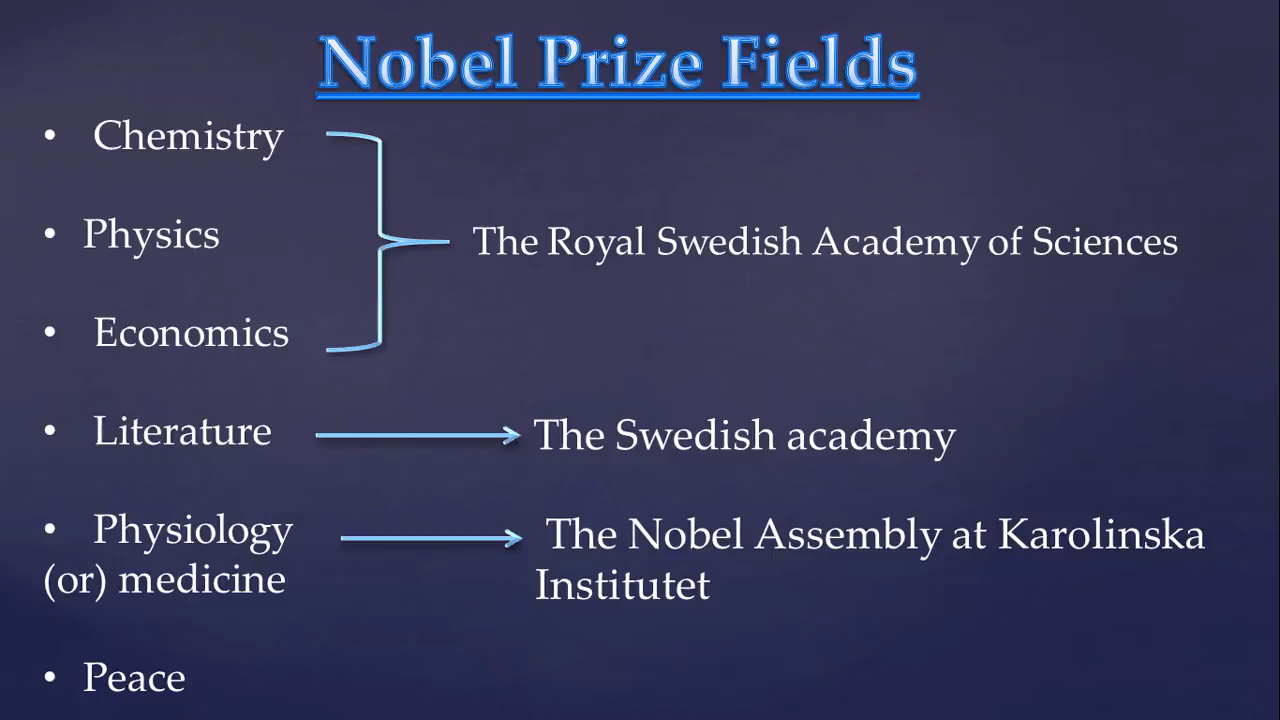 Nobel Prize Fields
• Chemistry
• Physics
The Royal Swedish Academy of Sciences
• Economics
• Literature
The Swedish academy
• Physiology
(or) medicine
The Nobel Assembly at Karolinska
Institutet
• Peace